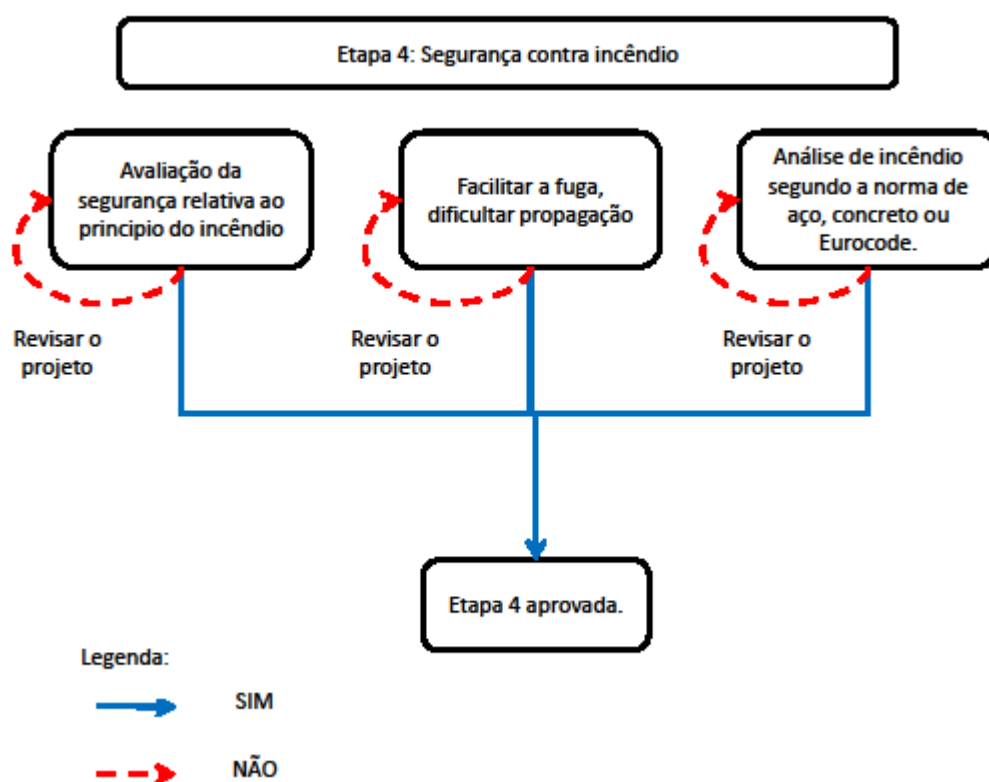 Etapa 4: Segurança contra incêndio
Avaliação da
segurança relativa ao
principio do incêndio
Facilitar a fuga,
dificultar propagação
Análise de incêndio
segundo a norma de
aço, concreto ou
Eurocode.
Revisar o
projeto
Revisar o
projeto
Revisar o
projeto
Etapa 4 aprovada.
Legenda:
SIM
NÃO